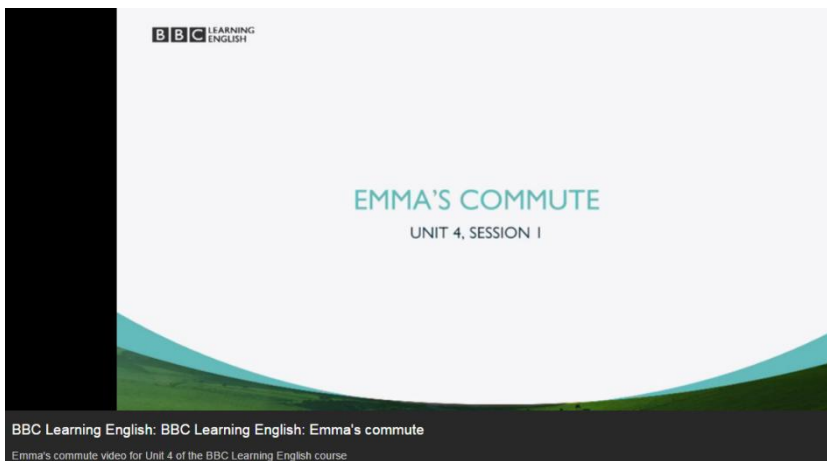 BBC LEARNING
ENGLISH
EMMA'S COMMUTE
UNIT 4, SESSION 1
BBC Learning English: BBC Learning English: Emma's commute
Emma's commute video for Unit 4 of the BBC Learning English course